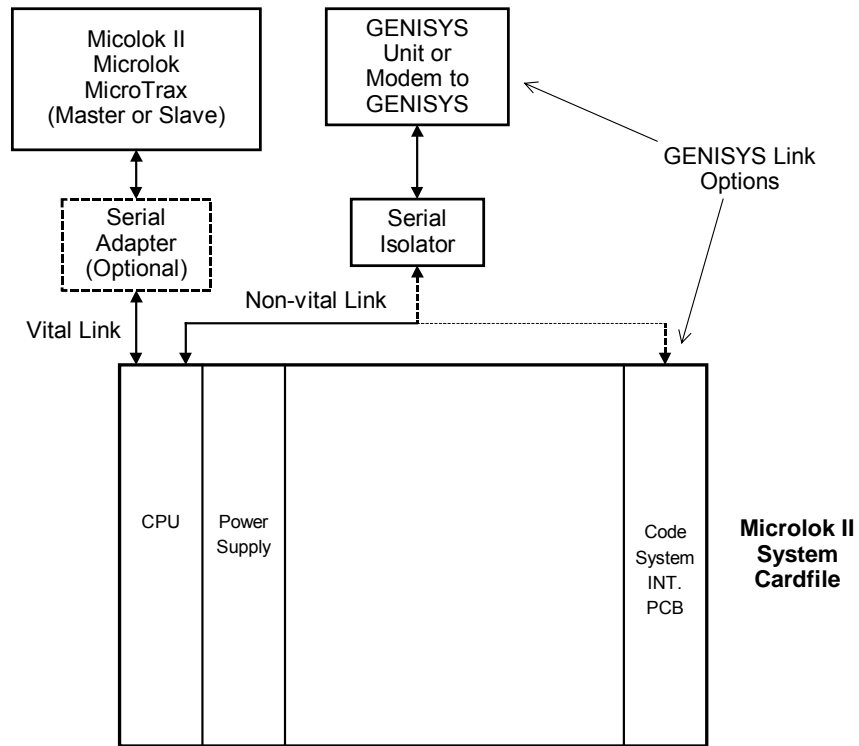 Micolok II
Microlok
MicroTrax
(Master or Slave)
GENISYS
Unit or
Modem to
GENISYS
GENISYS Link
Options
Serial
Adapter
(Optional)
Serial
Isolator
Non-vital Link
Vital Link
CPU
Power
Supply
Code
System
INT.
PCB
Microlok II
System
Cardfile